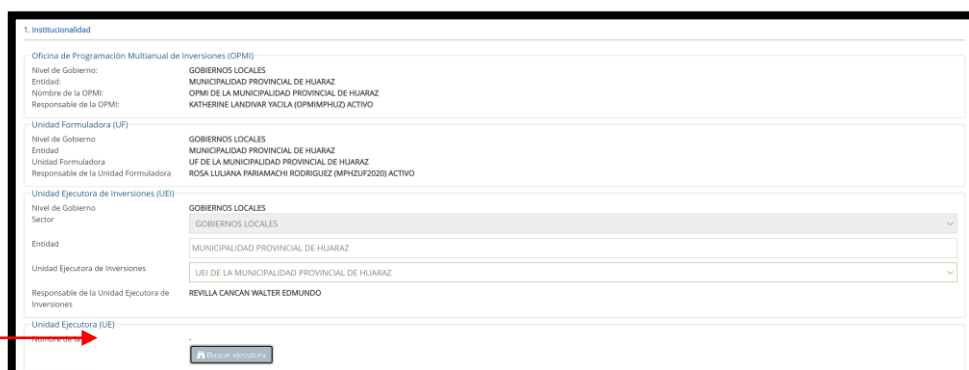 1. Institucionalidad
Oficina de Programación Multianual de Inversiones (OPMI)
Nivel de Gobierno: GOBIERNOS LOCALES
Entidad: MUNICIPALIDAD PROVINCIAL DE HUARAZ
Nombre de la OPMI: OPMI DE LA MUNICIPALIDAD PROVINCIAL DE HUARAZ
Responsable de la OPMI: KATHERINE LANDIVAR YACILA (OPMIMPHUZ) ACTIVO
Unidad Formuladora (UF)
Nivel de Gobierno GOBIERNOS LOCALES
Entidad MUNICIPALIDAD PROVINCIAL DE HUARAZ
Unidad Formuladora UF DE LA MUNICIPALIDAD PROVINCIAL DE HUARAZ
Responsable de la Unidad Formuladora ROSA LULIANA PARIAMACHI RODRIGUEZ (MPHZUF2020) ACTIVO
Unidad Ejecutora de Inversiones (UEI)
Nivel de Gobierno GOBIERNOS LOCALES
Sector GOBIERNOS LOCALES
Entidad MUNICIPALIDAD PROVINCIAL DE HUARAZ
Unidad Ejecutora de Inversiones UEI DE LA MUNICIPALIDAD PROVINCIAL DE HUARAZ
Responsable de la Unidad Ejecutora de REVILLA CANCAN WALTER EDMUNDO
Inversiones
Unidad Ejecutora (UE)
Nombre de la -
Buscar ejecutora